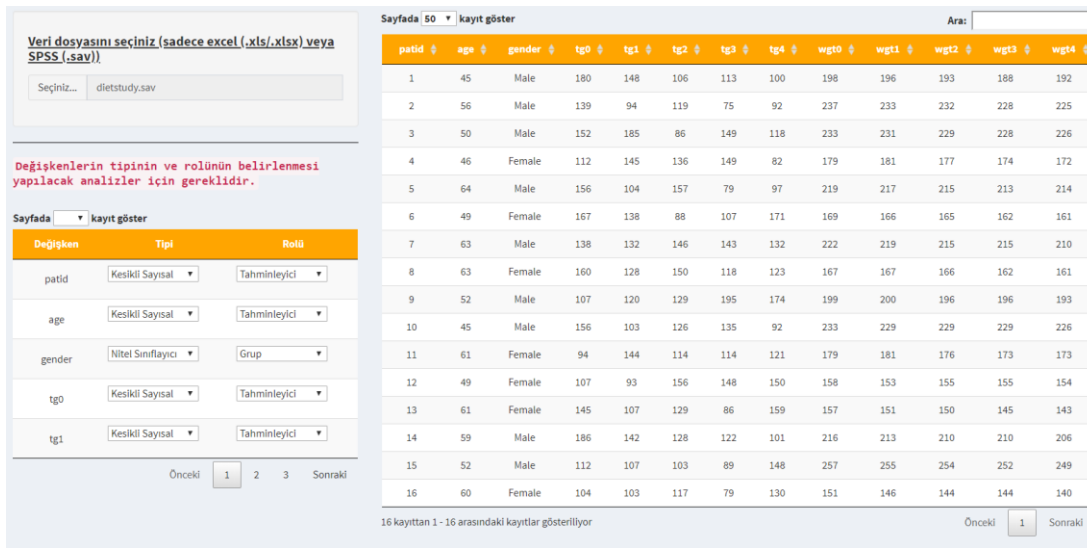 Veri dosyasını seçiniz (sadece excel (.xls/.xlsx) veya
SPSS (.sav))
Seçiniz... dietstudy.sav
Değişkenlerin tipinin ve rolünün belirlenmesi
yapılacak analizler için gereklidir.
Sayfada kayıt göster
Değişken Tipi Rolü
patid Kesikli Sayısal Tahminleyici
age Kesikli Sayısal Tahminleyici
gender Nitel Sınıflayıcı Grup
tg0 Kesikli Sayısal Tahminleyici
tg1 Kesikli Sayısal Tahminleyici
Önceki 1 2 3 Sonraki
Sayfada 50 kayıt göster Ara:
patid age gender tg0 tg1 tg2 tg3 tg4 wgt0 wgt1 wgt2 wgt3 wgt4
1 45 Male 180 148 106 113 100 198 196 193 188 192
2 56 Male 139 94 119 75 92 237 233 232 228 225
3 50 Male 152 185 86 149 118 233 231 229 228 226
4 46 Female 112 145 136 149 82 179 181 177 174 172
5 64 Male 156 104 157 79 97 219 217 215 213 214
6 49 Female 167 138 88 107 171 169 166 165 162 161
7 63 Male 138 132 146 143 132 222 219 215 215 210
8 63 Female 160 128 150 118 123 167 167 166 162 161
9 52 Male 107 120 129 195 174 199 200 196 196 193
10 45 Male 156 103 126 135 92 233 229 229 229 226
11 61 Female 94 144 114 114 121 179 181 176 173 173
12 49 Female 107 93 156 148 150 158 153 155 155 154
13 61 Female 145 107 129 86 159 157 151 150 145 143
14 59 Male 186 142 128 122 101 216 213 210 210 206
15 52 Male 112 107 103 89 148 257 255 254 252 249
16 60 Female 104 103 117 79 130 151 146 144 144 140
16 kayıttan 1 - 16 arasındaki kayıtlar gösteriliyor Önceki 1 Sonraki